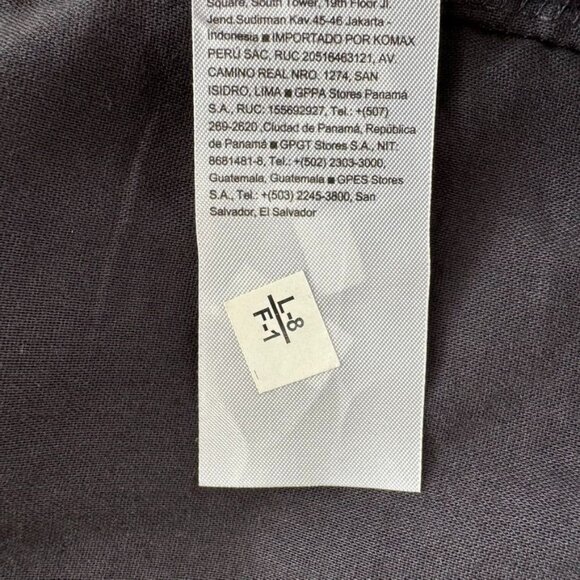 Square, South Tower, 19th Floor Jl.
Jend.Sudirman Kav 45-46 Jakarta -
Indonesia ■ IMPORTADO POR KOMAX
PERÚ SAC, RUC 20516463121, AV.
CAMINO REAL NRO. 1274, SAN
ISIDRO, LIMA ■ GPPA Stores Panamá
S.A., RUC: 155692927, Tel.: +(507)
269-2620 ,Ciudad de Panamá, República
de Panamá ■ GPGT Stores S.A., NIT:
8681481-8, Tel.: +(502) 2303-3000,
Guatemala, Guatemala ■ GPES Stores
S.A., Tel.: +(503) 2245-3800, San
Salvador, El Salvador
L-8
F-1